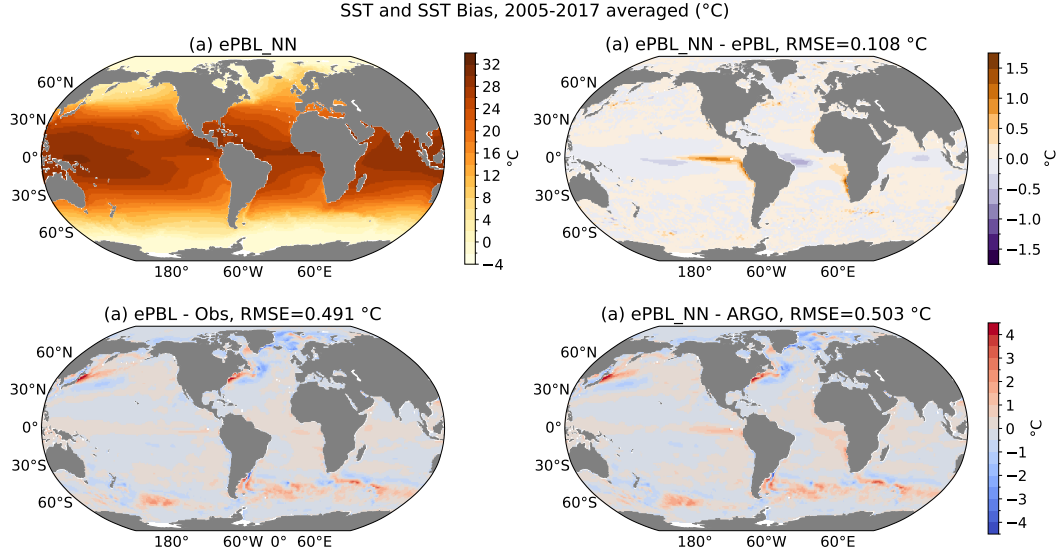 SST and SST Bias, 2005-2017 averaged (°C)
(a) ePBL_NN
60°N
30°N
0°
30°S
60°S
180° 60°W 60°E
32
28
24
20
16
12
8
4
0
−4
°C
(a) ePBL_NN - ePBL, RMSE=0.108 °C
60°N
30°N
0°
30°S
60°S
180° 60°W 60°E
1.5
1.0
0.5
0.0
−0.5
−1.0
−1.5
°C
(a) ePBL - Obs, RMSE=0.491 °C
60°N
30°N
0°
30°S
60°S
180° 60°W 0° 60°E
(a) ePBL_NN - ARGO, RMSE=0.503 °C
60°N
30°N
0°
30°S
60°S
180° 60°W 60°E
4
3
2
1
0
−1
−2
−3
−4
°C